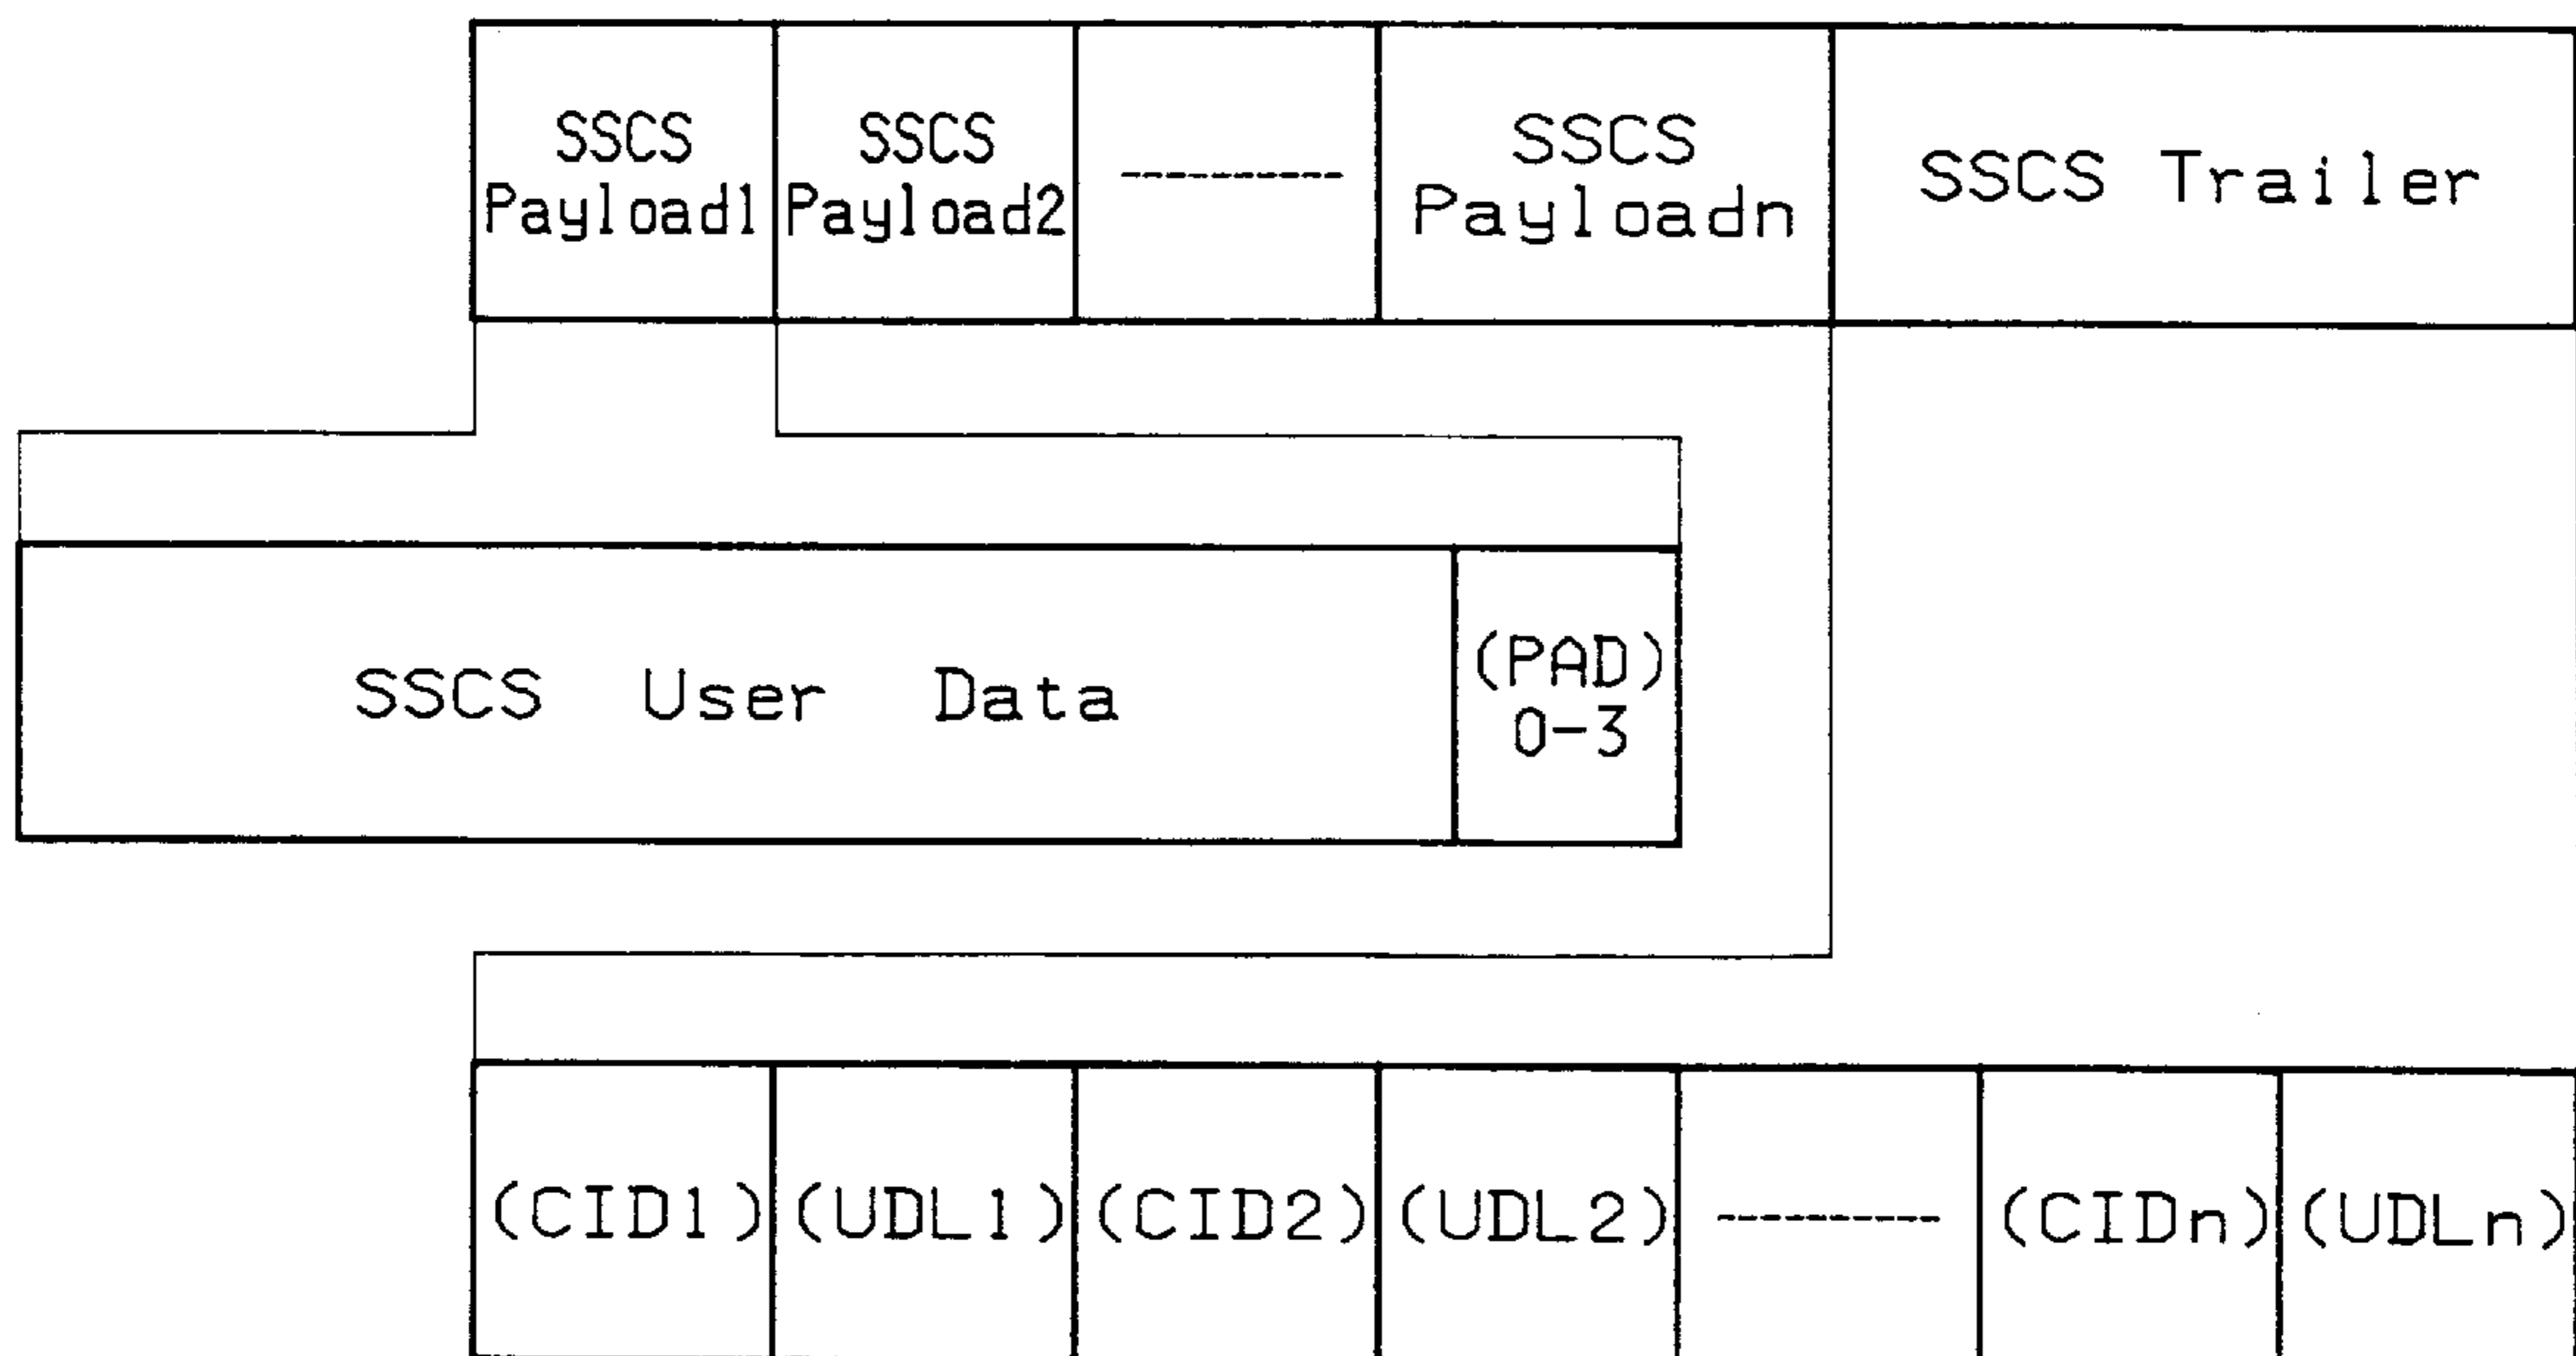 SSCS
Payload1
SSCS
Payload2
---------
SSCS
Payloadn
SSCS Trailer
SSCS User Data
(PAD)
0-3
(CID1)
(UDL1)
(CID2)
(UDL2)
---------
(CIDn)
(UDLn)